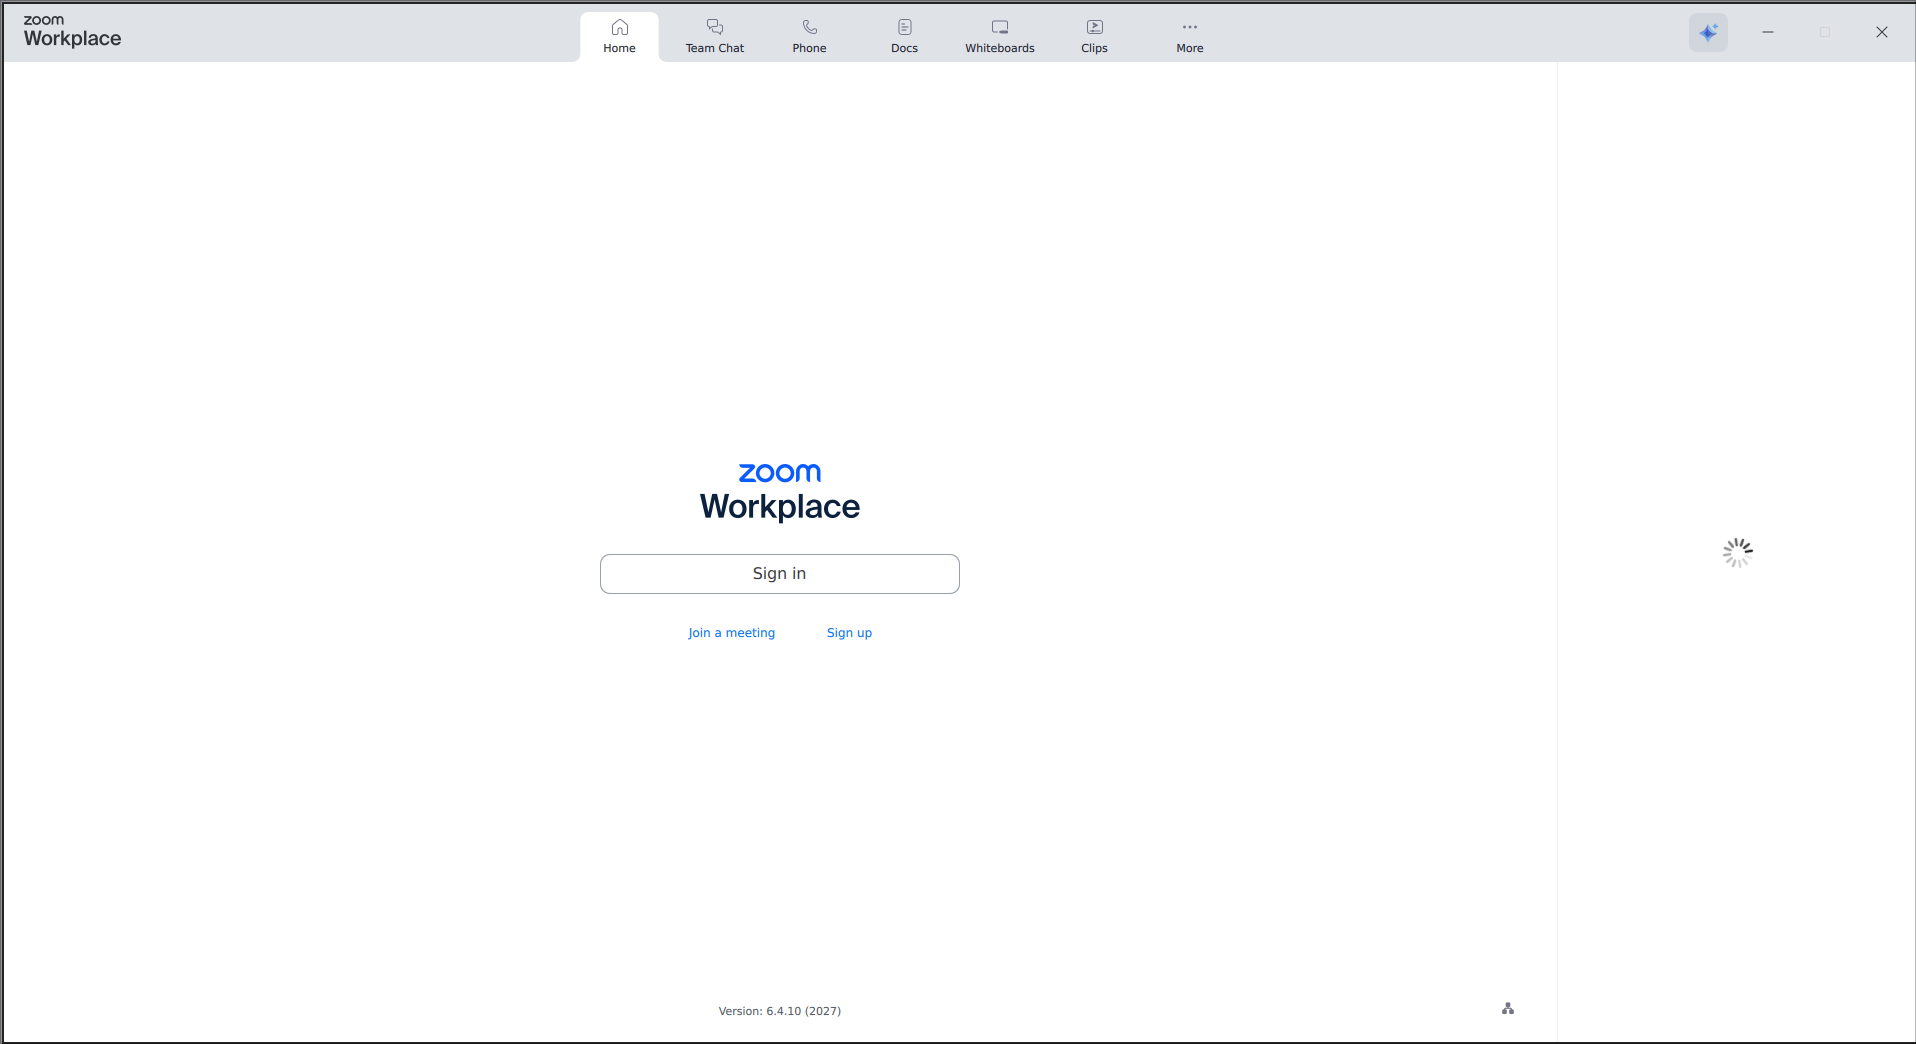 zoom
Workplace
Home
Team Chat
Phone
Docs
Whiteboards
Clips
More
zoom
Workplace
Sign in
Join a meeting
Sign up
Version: 6.4.10 (2027)